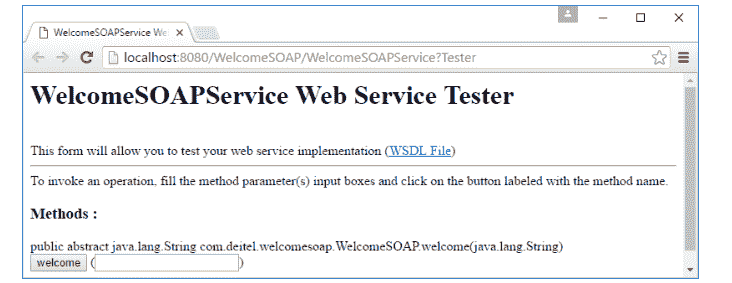 WelcomeSOAPService We
localhost:8080/WelcomeSOAP/WelcomeSOAPService?Tester
WelcomeSOAPService Web Service Tester
This form will allow you to test your web service implementation (WSDL File)
To invoke an operation, fill the method parameter(s) input boxes and click on the button labeled with the method name.
Methods :
public abstract java.lang.String com.deitel.welcomesoap.WelcomeSOAP.welcome(java.lang.String)
welcome ( )